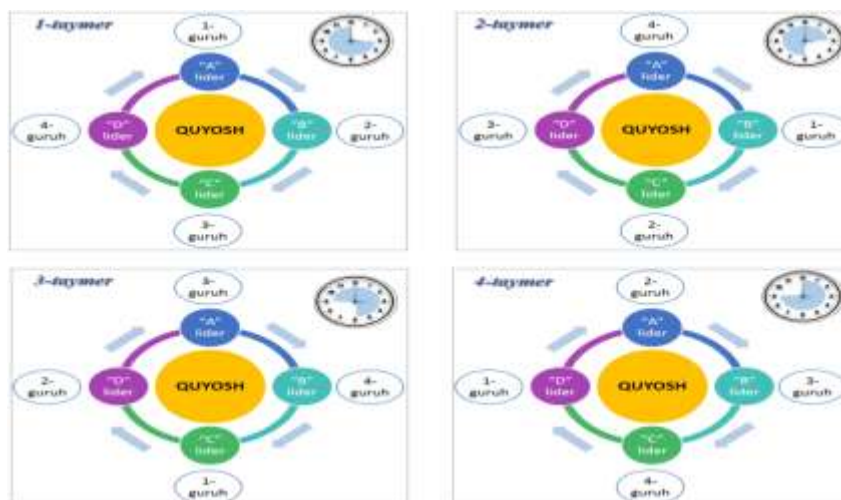 1-taymer
1-
guruh
"A"
lider
4-
guruh
"D"
lider
QUYOSH
"B"
lider
2-
guruh
"C"
lider
3-
guruh
2-taymer
4-
guruh
"A"
lider
3-
guruh
"D"
lider
QUYOSH
"B"
lider
1-
guruh
"C"
lider
2-
guruh
3-taymer
3-
guruh
"A"
lider
2-
guruh
"D"
lider
QUYOSH
"B"
lider
4-
guruh
"C"
lider
1-
guruh
4-taymer
2-
guruh
"A"
lider
1-
guruh
"D"
lider
QUYOSH
"B"
lider
3-
guruh
"C"
lider
4-
guruh